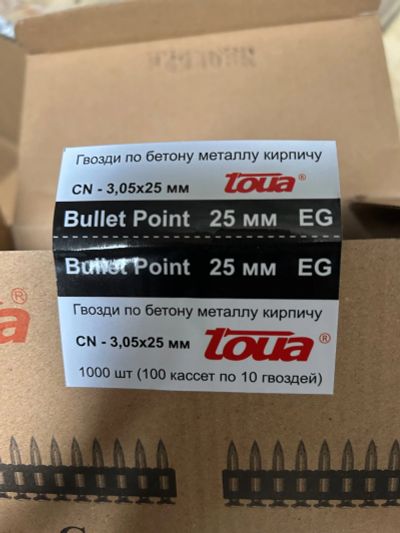 Гвозди по бетону металлу кирпичу
CN - 3,05x25 мм toua®
Bullet Point 25 мм EG
Bullet Point 25 мм EG
Гвозди по бетону металлу кирпичу
CN - 3,05x25 мм toua®
1000 шт (100 кассет по 10 гвоздей)